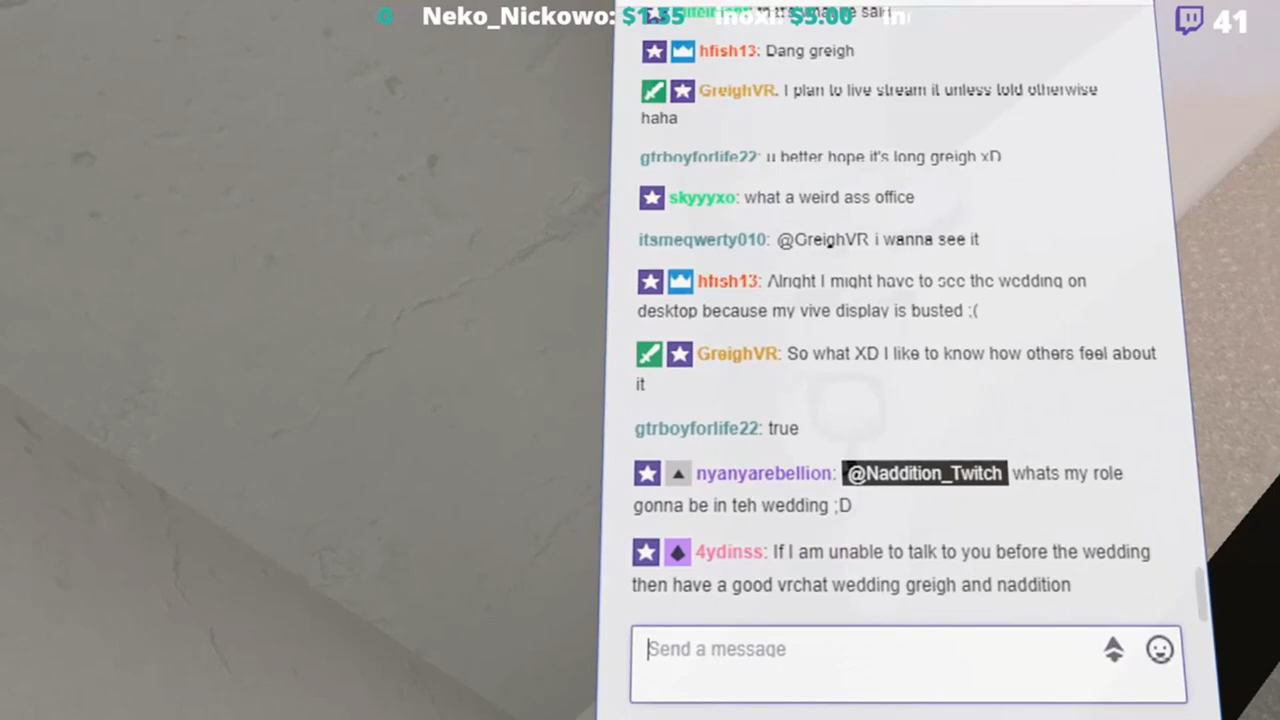 Neko_Nickowo: $1.35 inoxi: $5.00 in
41
hfish13: Dang greigh
GreighVR: I plan to live stream it unless told otherwise
haha
gtrboyforlife22: u better hope it's long greigh xD
skyyyxo: what a weird ass office
itsmeqwerty010: @GreighVR i wanna see it
hfish13: Alright I might have to see the wedding on
desktop because my vive display is busted ;(
GreighVR: So what XD I like to know how others feel about
it
gtrboyforlife22: true
nyanyarebellion: @Naddition_Twitch whats my role
gonna be in teh wedding ;D
4ydinss: If I am unable to talk to you before the wedding
then have a good vrchat wedding greigh and naddition
Send a message